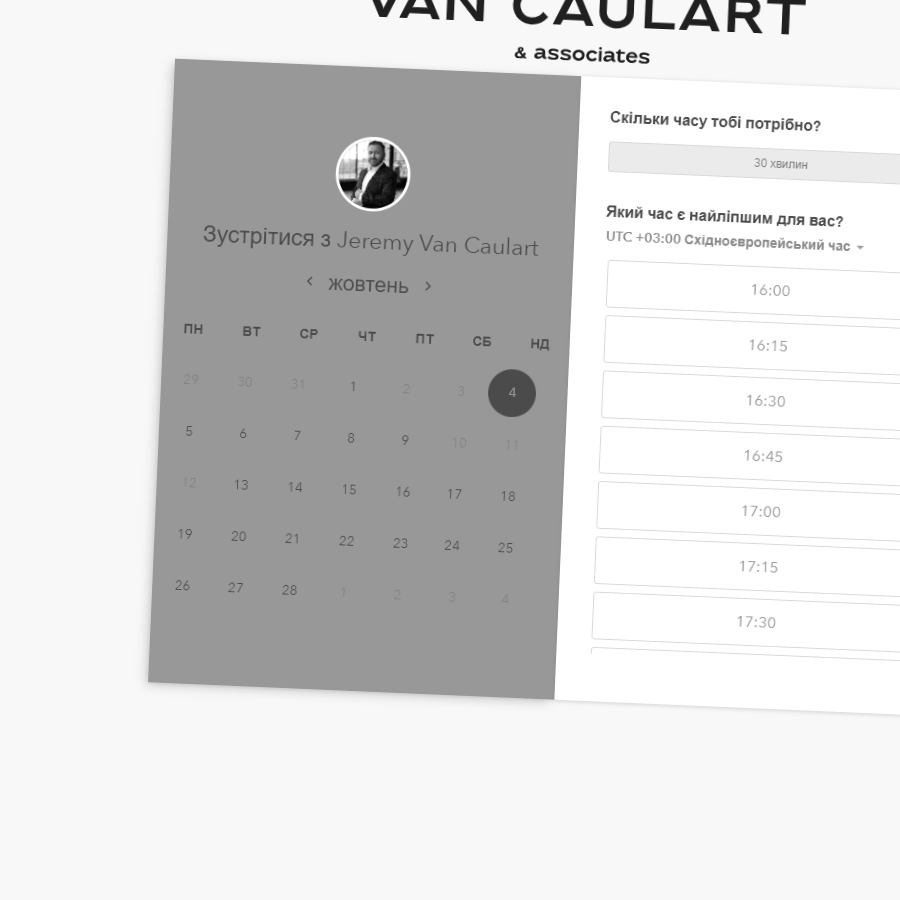 VAN CAULART
& associates
Зустрітися з Jeremy Van Caulart
жовтень
ПН ВТ СР ЧТ ПТ СБ НД
29 30 31 1 2 3 4
5 6 7 8 9 10 11
12 13 14 15 16 17 18
19 20 21 22 23 24 25
26 27 28 1 2 3 4
Скільки часу тобі потрібно?
30 хвилин
Який час є найліпшим для вас?
UTC +03:00 Східноєвропейський час
16:00
16:15
16:30
16:45
17:00
17:15
17:30